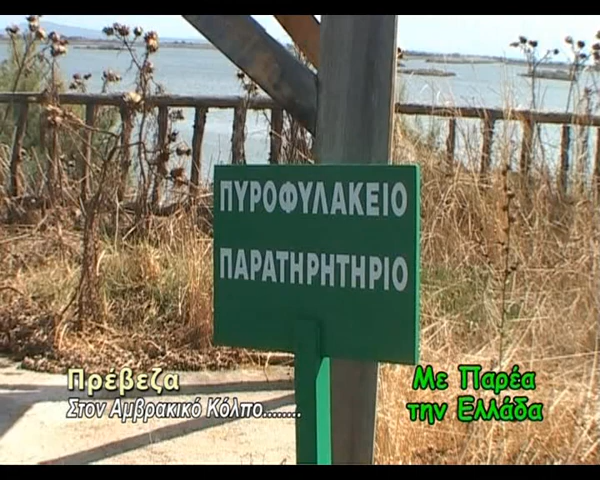 ΠΥΡΟΦΥΛΑΚΕΙΟ
ΠΑΡΑΤΗΡΗΤΗΡΙΟ
Πρέβεζα
Στον Αμβρακικό Κόλπο........
Με Παρέα
την Ελλάδα